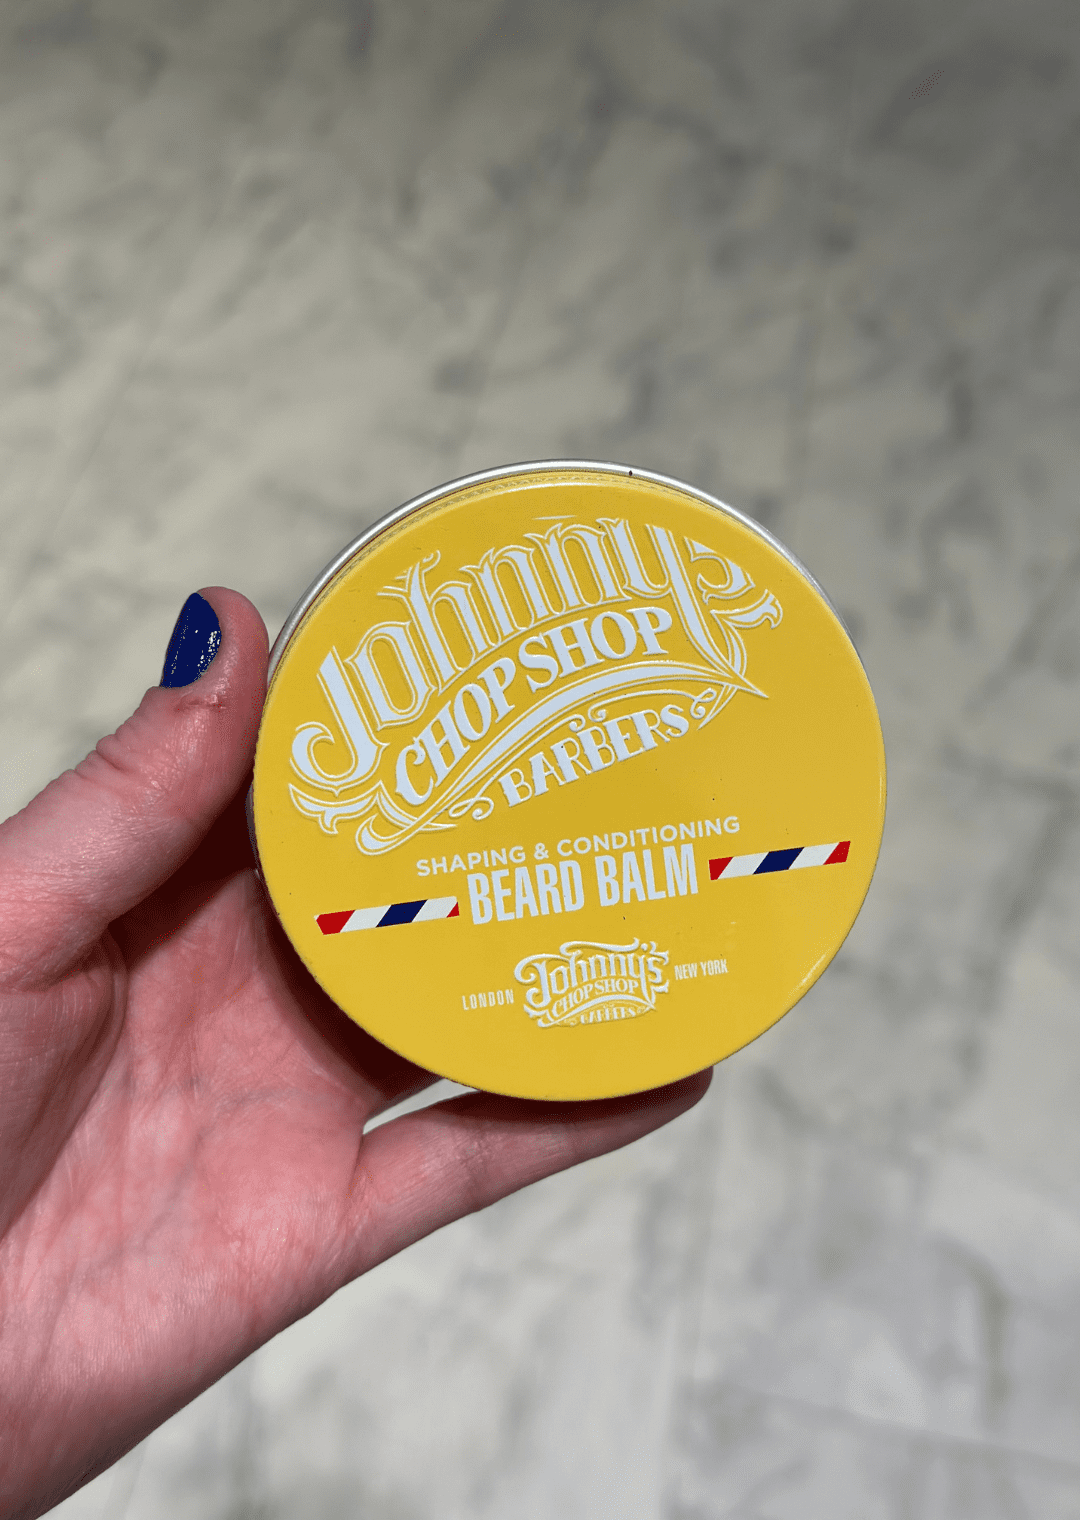 Johnny's
CHOP SHOP
BARBERS
SHAPING & CONDITIONING
BEARD BALM
LONDON Johnny's NEW YORK
CHOP SHOP
BARBERS